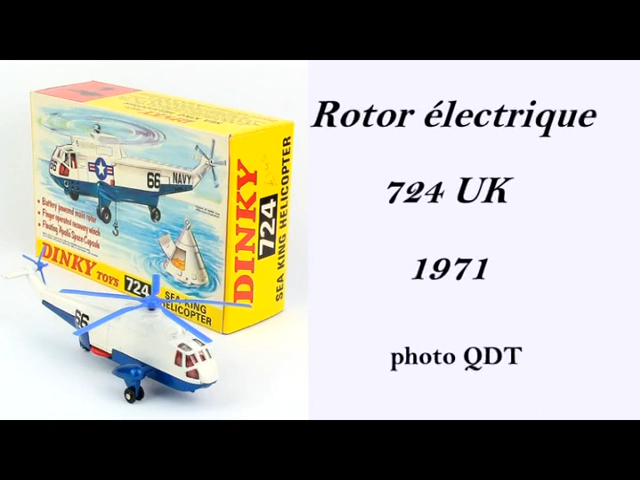 66 NAVY
• Battery powered main rotor
• Finger operated recovery winch
• Floating Apollo Space Capsule
DINKY TOYS 724 SEA KING HELICOPTER
DINKY 724
SEA KING HELICOPTER
66
Rotor électrique
724 UK
1971
photo QDT